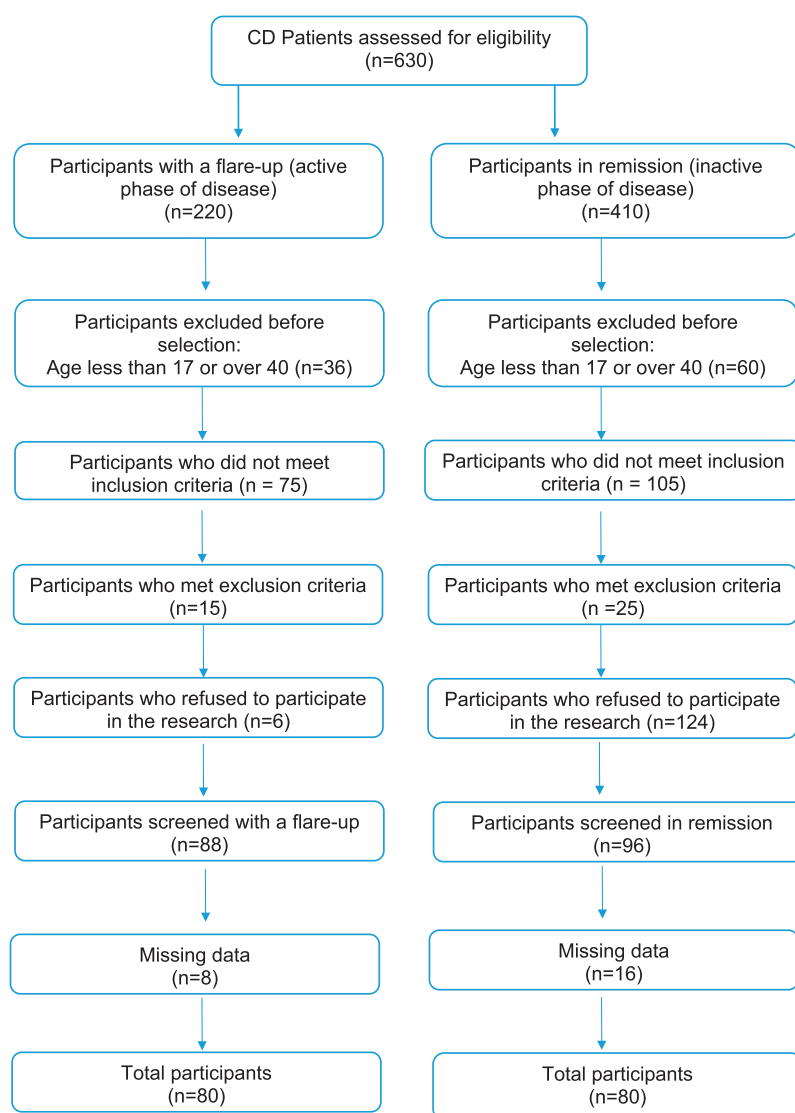 CD Patients assessed for eligibility
(n=630)
Participants with a flare-up (active
phase of disease)
(n=220)
Participants in remission (inactive
phase of disease)
(n=410)
Participants excluded before
selection:
Age less than 17 or over 40 (n=36)
Participants excluded before
selection:
Age less than 17 or over 40 (n=60)
Participants who did not meet
inclusion criteria (n = 75)
Participants who did not meet inclusion
criteria (n = 105)
Participants who met exclusion criteria
(n=15)
Participants who met exclusion criteria
(n =25)
Participants who refused to participate
in the research (n=6)
Participants who refused to participate
in the research (n=124)
Participants screened with a flare-up
(n=88)
Participants screened in remission
(n=96)
Missing data
(n=8)
Missing data
(n=16)
Total participants
(n=80)
Total participants
(n=80)